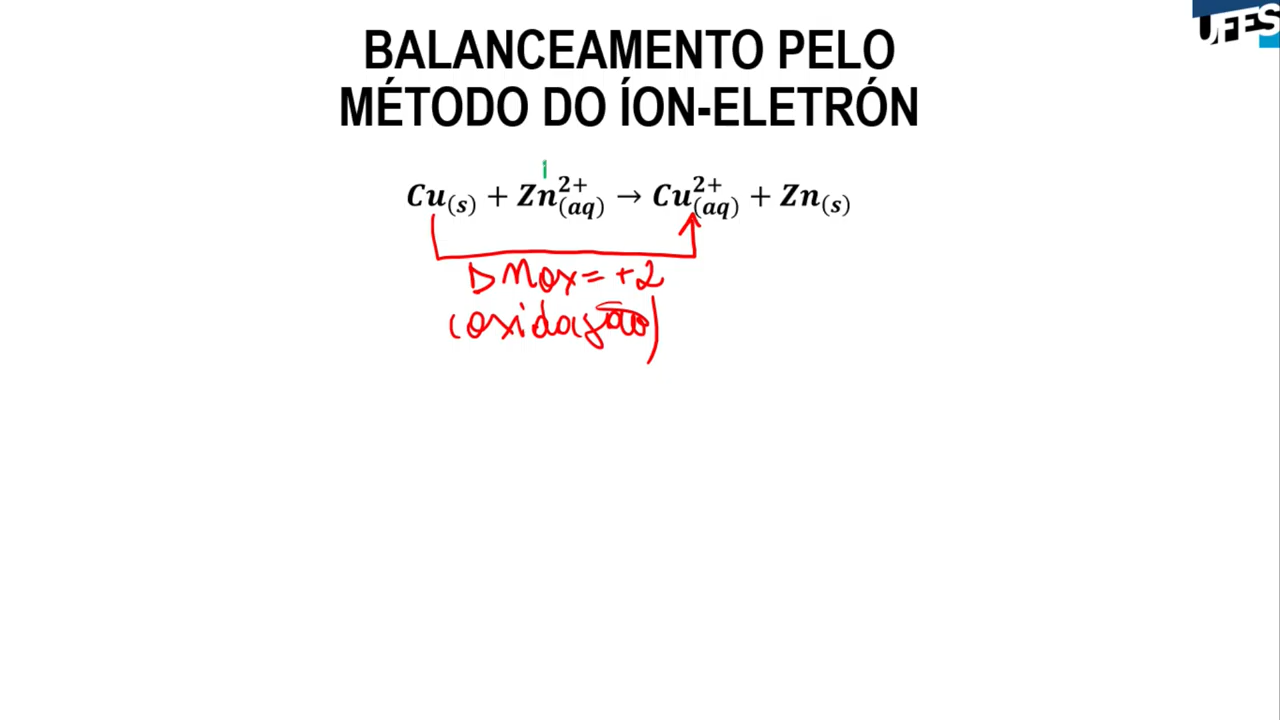 UFES
BALANCEAMENTO PELO
MÉTODO DO ÍON-ELETRÓN
Cu(s) + Zn²⁺(aq) → Cu²⁺(aq) + Zn(s)
ΔNox = +2
(oxidação)